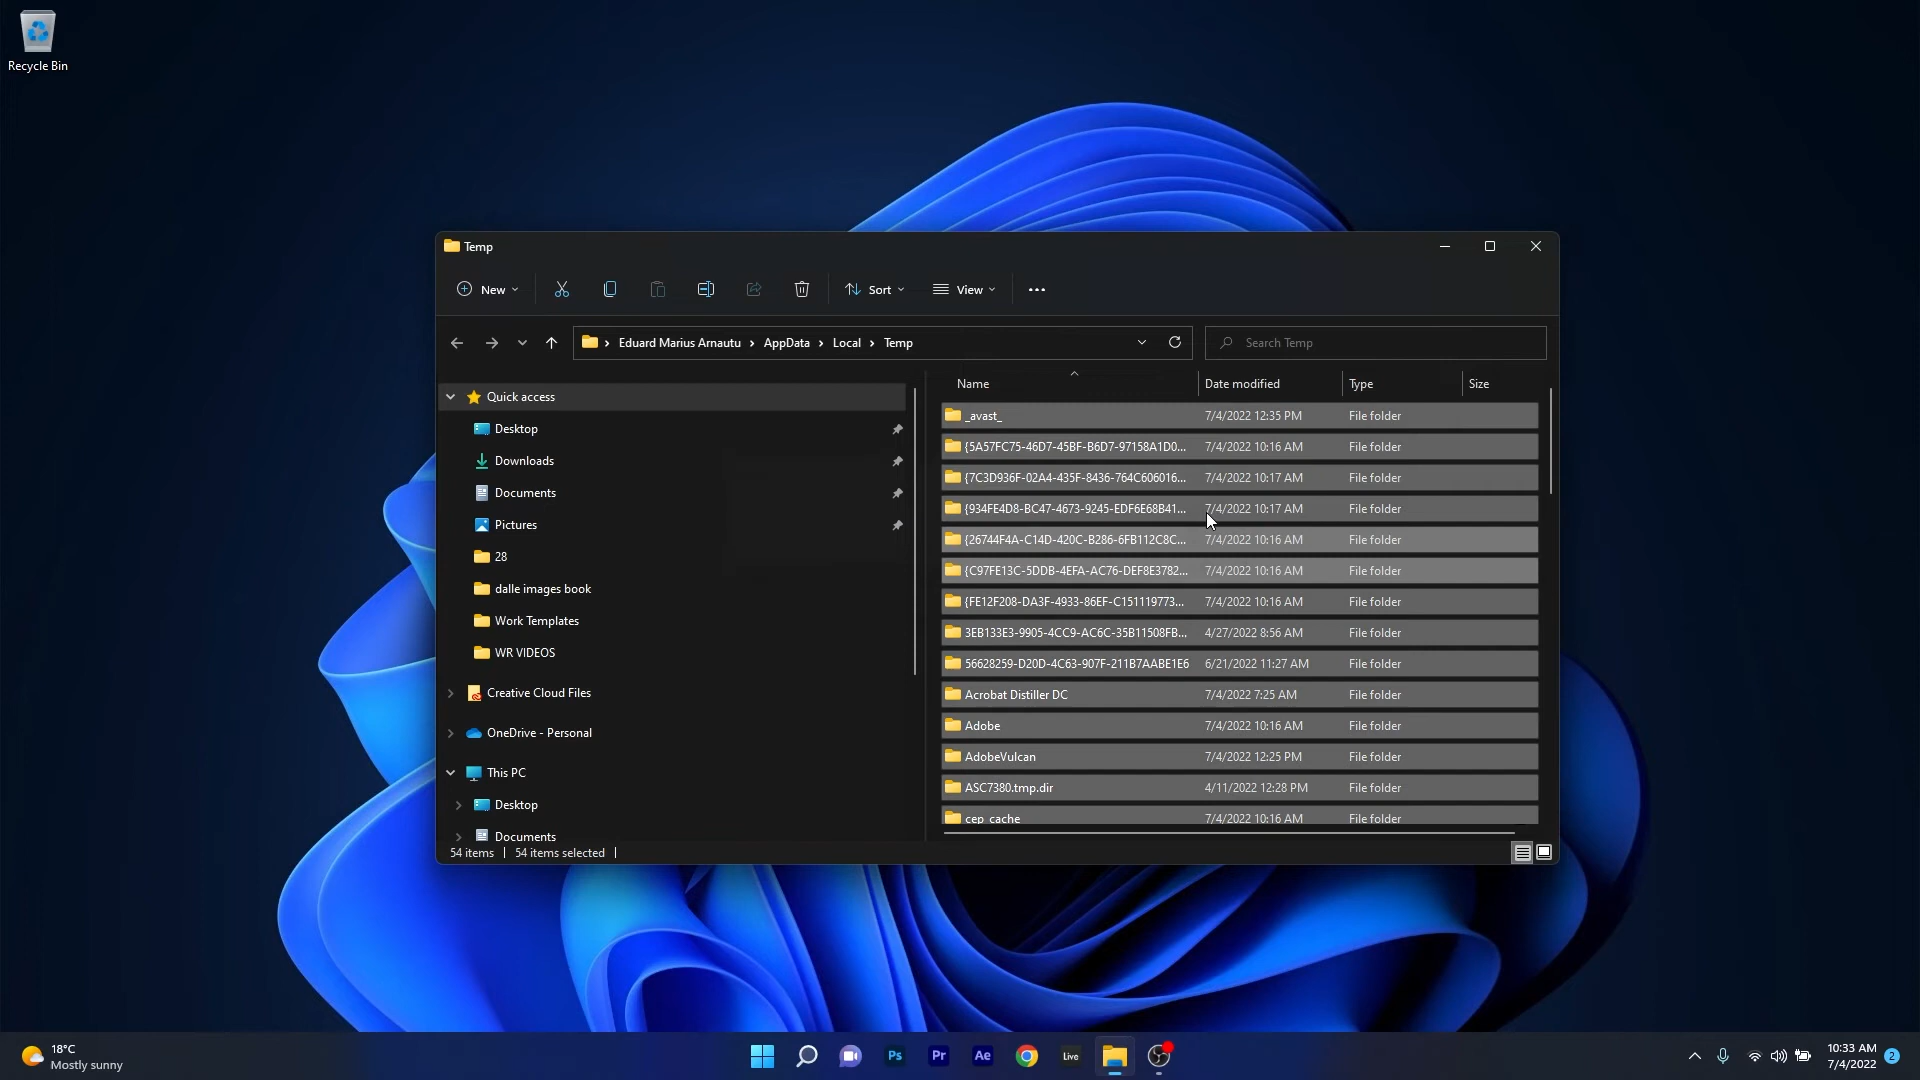 Recycle Bin
Temp
New
Sort
View
Eduard Marius Arnautu > AppData > Local > Temp
Search Temp
Quick access
Desktop
Downloads
Documents
Pictures
28
dalle images book
Work Templates
WR VIDEOS
Creative Cloud Files
OneDrive - Personal
This PC
Desktop
Documents
Name Date modified Type Size
_avast_ 7/4/2022 12:35 PM File folder
{5A57FC75-46D7-45BF-B6D7-97158A1D0... 7/4/2022 10:16 AM File folder
{7C3D936F-02A4-435F-8436-764C606016... 7/4/2022 10:17 AM File folder
{934FE4D8-BC47-4673-9245-EDF6E68B41... 7/4/2022 10:17 AM File folder
{26744F4A-C14D-420C-B286-6FB112C8C... 7/4/2022 10:16 AM File folder
{C97FE13C-5DDB-4EFA-AC76-DEF8E3782... 7/4/2022 10:16 AM File folder
{FE12F208-DA3F-4933-86EF-C151119773... 7/4/2022 10:16 AM File folder
3EB133E3-9905-4CC9-AC6C-35B11508FB... 4/27/2022 8:56 AM File folder
56628259-D20D-4C63-907F-211B7AABE1E6 6/21/2022 11:27 AM File folder
Acrobat Distiller DC 7/4/2022 7:25 AM File folder
Adobe 7/4/2022 10:16 AM File folder
AdobeVulcan 7/4/2022 12:25 PM File folder
ASC7380.tmp.dir 4/11/2022 12:28 PM File folder
cep_cache 7/4/2022 10:16 AM File folder
54 items | 54 items selected |
18°C
Mostly sunny
Ps
Pr
Ae
Live
10:33 AM
7/4/2022
2